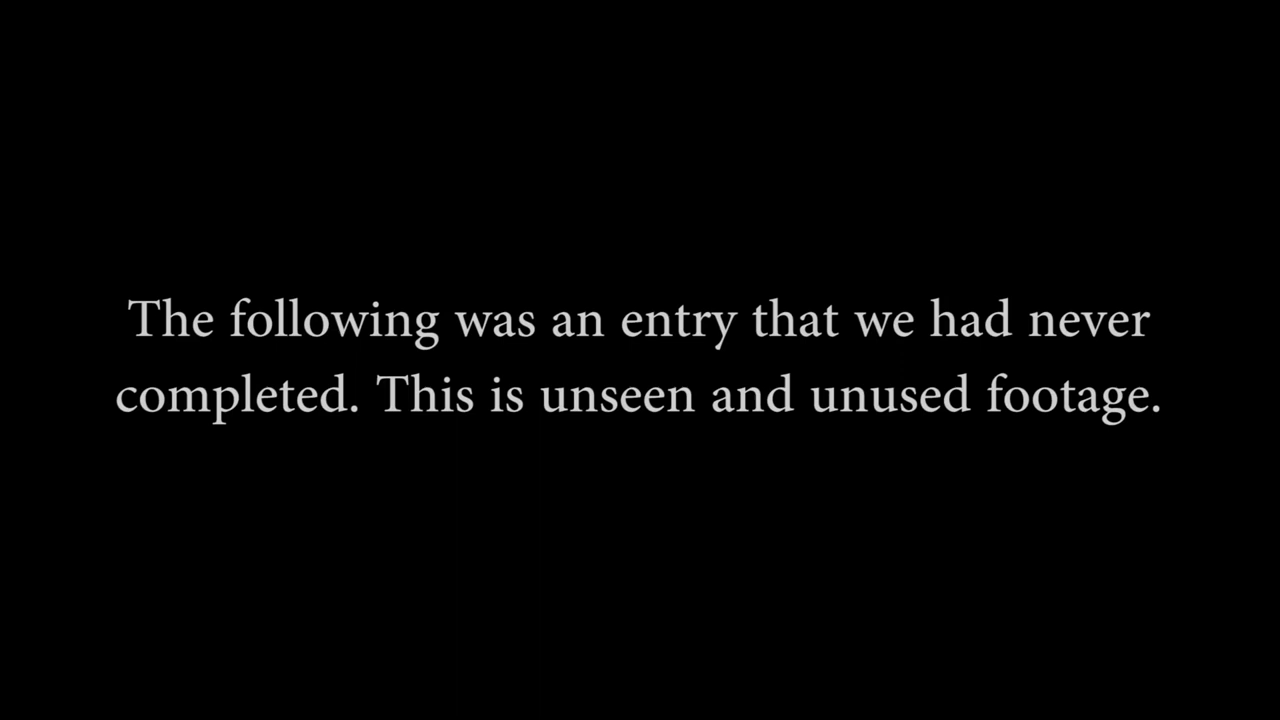 The following was an entry that we had never
completed. This is unseen and unused footage.